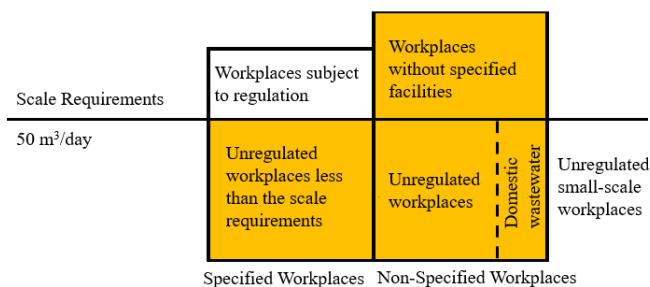 Workplaces
without specified
facilities
Workplaces subject
to regulation
Scale Requirements
50 m³/day
Unregulated
workplaces less
than the scale
requirements
Unregulated
workplaces
Domestic
wastewater
Unregulated
small-scale
workplaces
Specified Workplaces
Non-Specified Workplaces